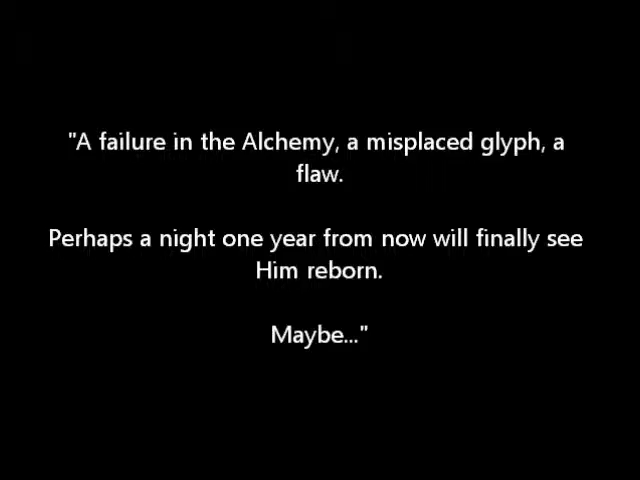 "A failure in the Alchemy, a misplaced glyph, a
flaw.
Perhaps a night one year from now will finally see
Him reborn.
Maybe..."